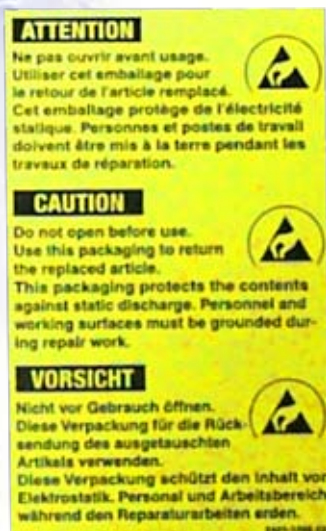 ATTENTION
Ne pas ouvrir avant usage.
Utiliser cet emballage pour
le retour de l'article remplacé.
Cet emballage protège de l'électricité
statique. Personnes et postes de travail
doivent être mis à la terre pendant les
travaux de réparation.
CAUTION
Do not open before use.
Use this packaging to return
the replaced article.
This packaging protects the contents
against static discharge. Personnel and
working surfaces must be grounded dur-
ing repair work.
VORSICHT
Nicht vor Gebrauch öffnen.
Diese Verpackung für die Rück-
sendung des ausgetauschten
Artikels verwenden.
Diese Verpackung schützt den Inhalt vor
Elektrostatik. Personal und Arbeitsbereich
während den Reparaturarbeiten erden.